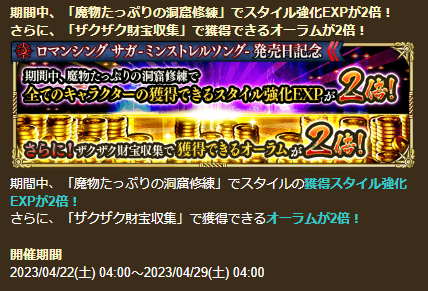 期間中、「魔物たっぷりの洞窟修練」でスタイル強化EXPが2倍！
さらに、「ザクザク財宝収集」で獲得できるオーラムが2倍！
ロマンシング サガ -ミンストレルソング- 発売日記念
期間中、魔物たっぷりの洞窟修練で
全てのキャラクターの獲得できるスタイル強化EXPが2倍！
さらに！ザクザク財宝収集で獲得できるオーラムが2倍！
期間中、「魔物たっぷりの洞窟修練」でスタイルの獲得スタイル強化
EXPが2倍！
さらに、「ザクザク財宝収集」で獲得できるオーラムが2倍！
開催期間
2023/04/22(土) 04:00～2023/04/29(土) 04:00